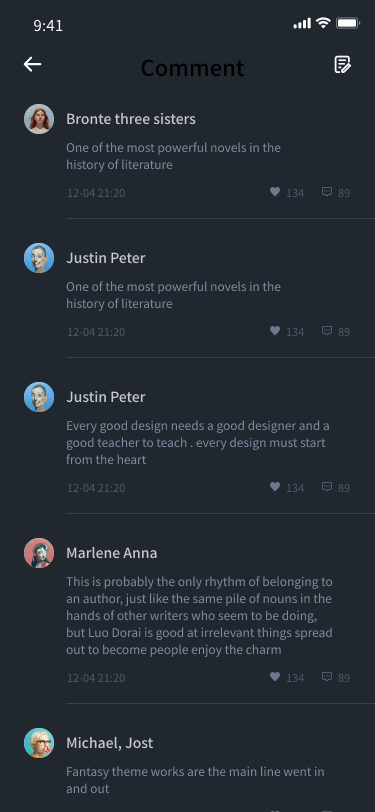 9:41
Comment
Bronte three sisters
One of the most powerful novels in the
history of literature
12-04 21:20 134 89
Justin Peter
One of the most powerful novels in the
history of literature
12-04 21:20 134 89
Justin Peter
Every good design needs a good designer and a
good teacher to teach . every design must start
from the heart
12-04 21:20 134 89
Marlene Anna
This is probably the only rhythm of belonging to
an author, just like the same pile of nouns in the
hands of other writers who seem to be doing,
but Luo Dorai is good at irrelevant things spread
out to become people enjoy the charm
12-04 21:20 134 89
Michael, Jost
Fantasy theme works are the main line went in
and out